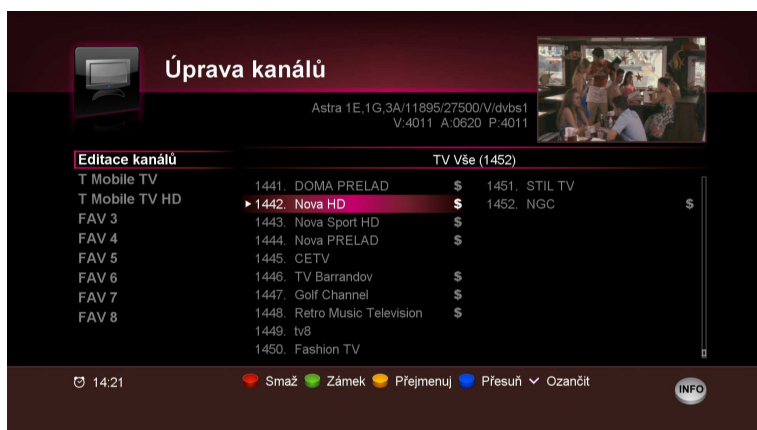 Úprava kanálů
Astra 1E,1G,3A/11895/27500/V/dvbs1
V:4011 A:0620 P:4011
Editace kanálů
TV Vše (1452)
T Mobile TV
T Mobile TV HD
FAV 3
FAV 4
FAV 5
FAV 6
FAV 7
FAV 8
1441. DOMA PRELAD $
1442. Nova HD $
1443. Nova Sport HD $
1444. Nova PRELAD $
1445. CETV
1446. TV Barrandov $
1447. Golf Channel $
1448. Retro Music Television $
1449. tv8
1450. Fashion TV
1451. STIL TV
1452. NGC $
14:21
Smaž
Zámek
Přejmenuj
Přesuň
Ozančit
INFO